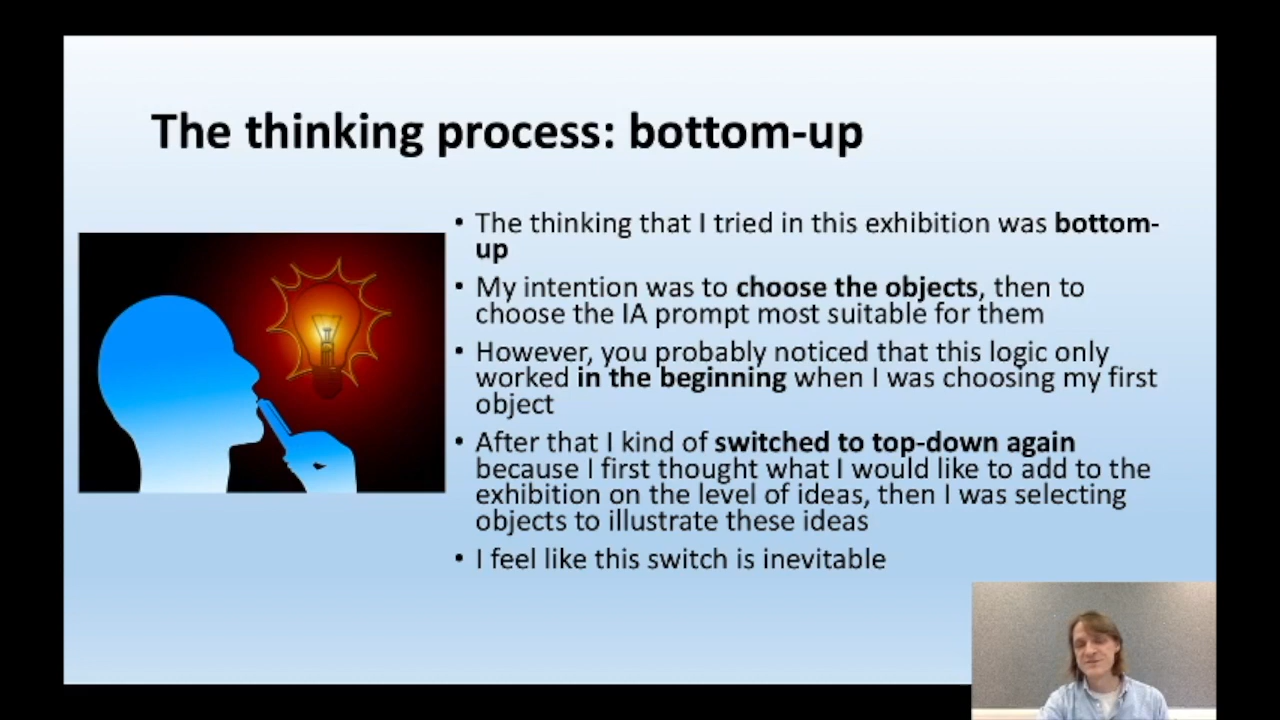 The thinking process: bottom-up
• The thinking that I tried in this exhibition was bottom-
up
• My intention was to choose the objects, then to
choose the IA prompt most suitable for them
• However, you probably noticed that this logic only
worked in the beginning when I was choosing my first
object
• After that I kind of switched to top-down again
because I first thought what I would like to add to the
exhibition on the level of ideas, then I was selecting
objects to illustrate these ideas
• I feel like this switch is inevitable